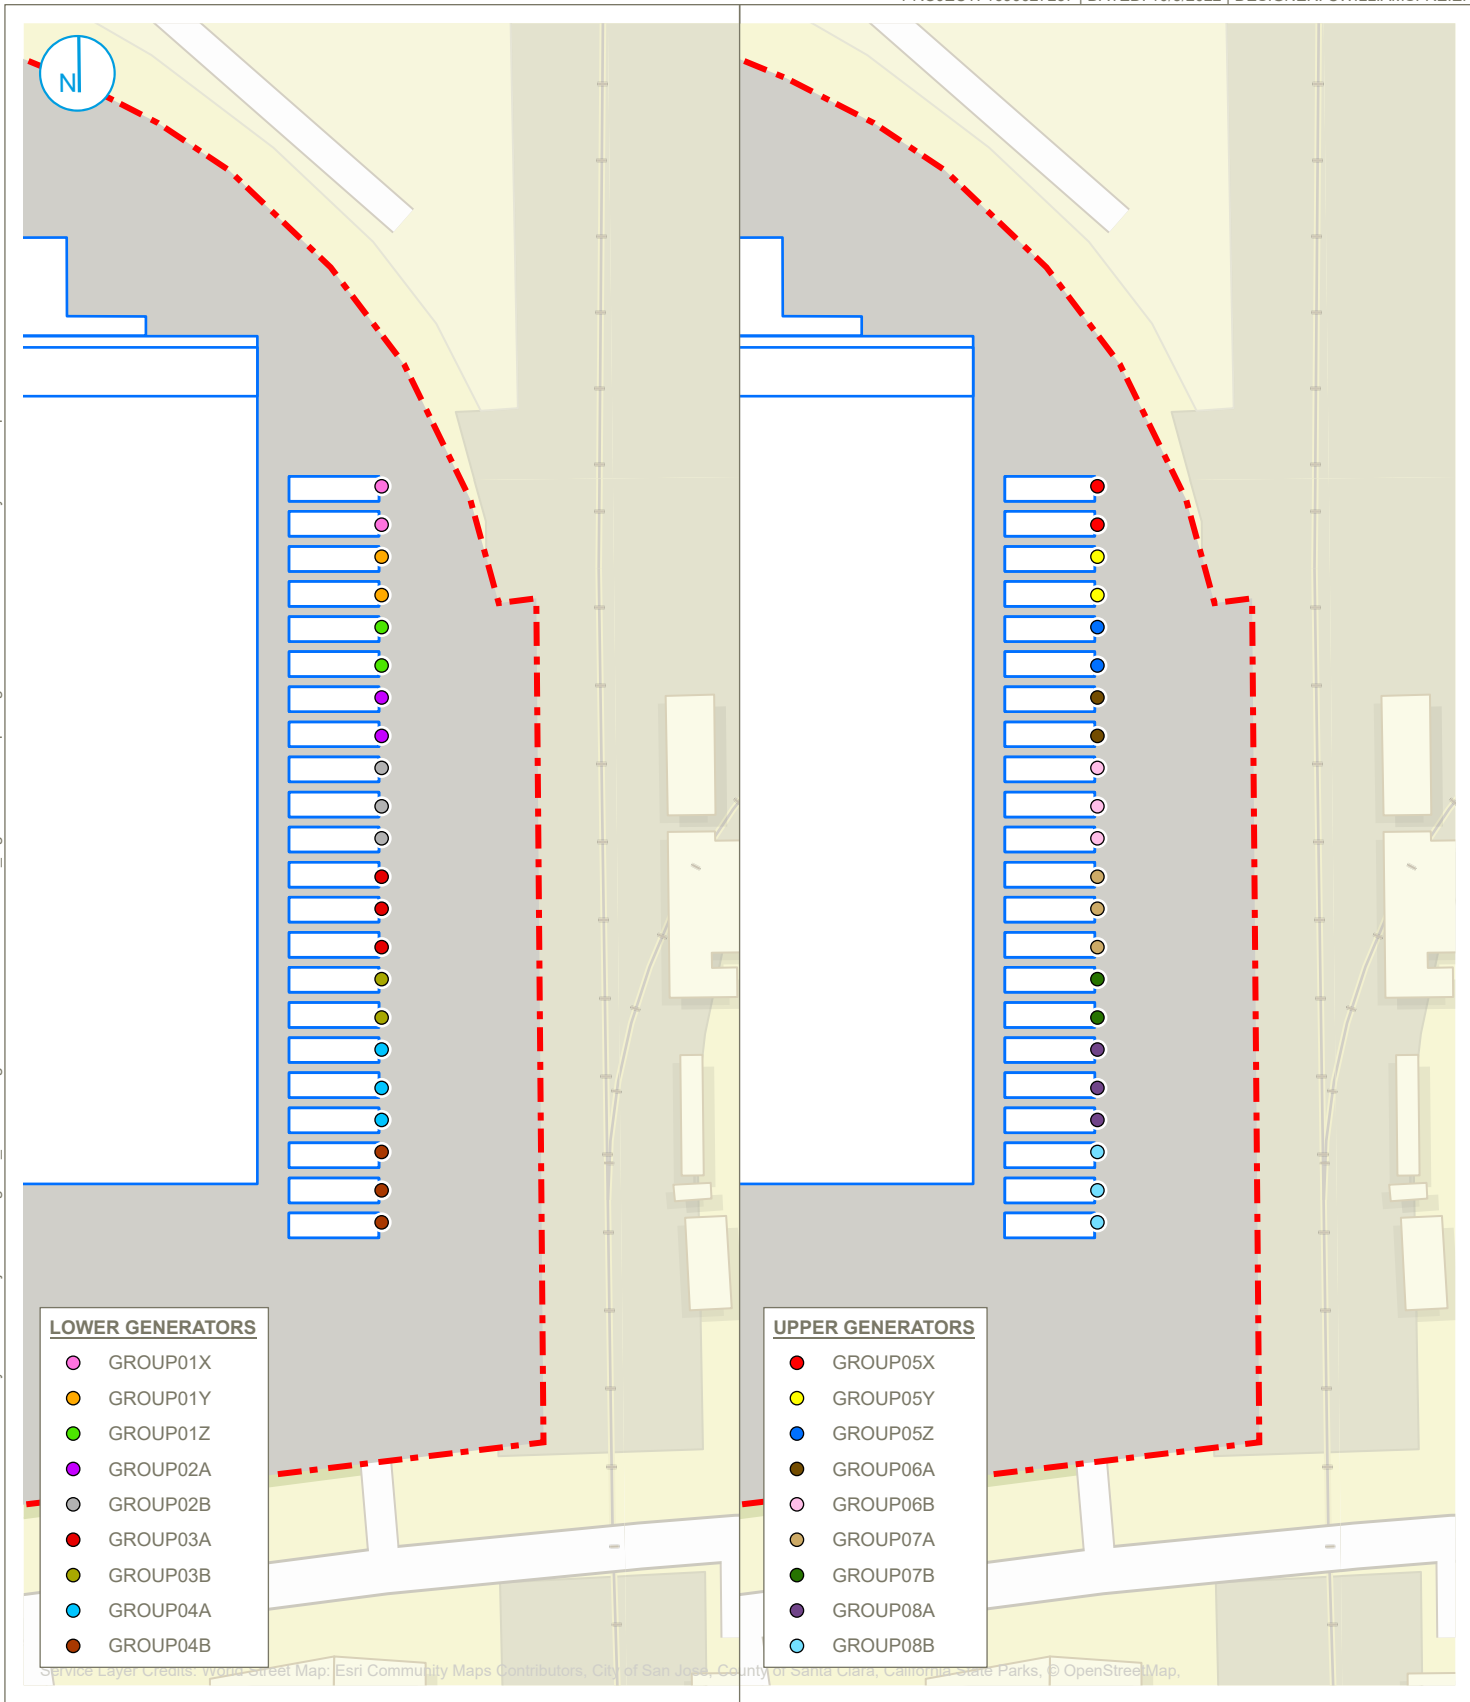 N
LOWER GENERATORS
GROUP01X
GROUP01Y
GROUP01Z
GROUP02A
GROUP02B
GROUP03A
GROUP03B
GROUP04A
GROUP04B
UPPER GENERATORS
GROUP05X
GROUP05Y
GROUP05Z
GROUP06A
GROUP06B
GROUP07A
GROUP07B
GROUP08A
GROUP08B
Service Layer Credits: World Street Map: Esri Community Maps Contributors, City of San Jose, County of Santa Clara, California State Parks, © OpenStreetMap,